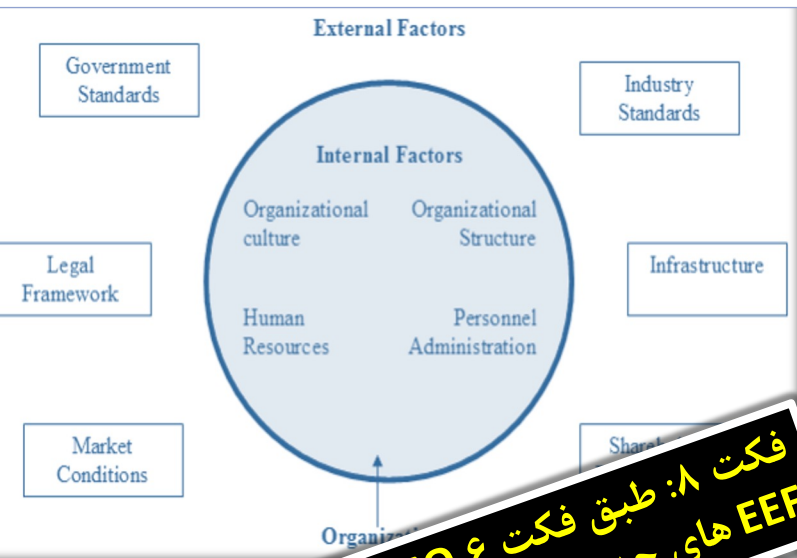 External Factors
Government
Standards
Industry
Standards
Internal Factors
Organizational
culture
Organizational
Structure
Legal
Framework
Infrastructure
Human
Resources
Personnel
Administration
Market
Conditions
فکت ۸: طبق فکت ۶
EEF های